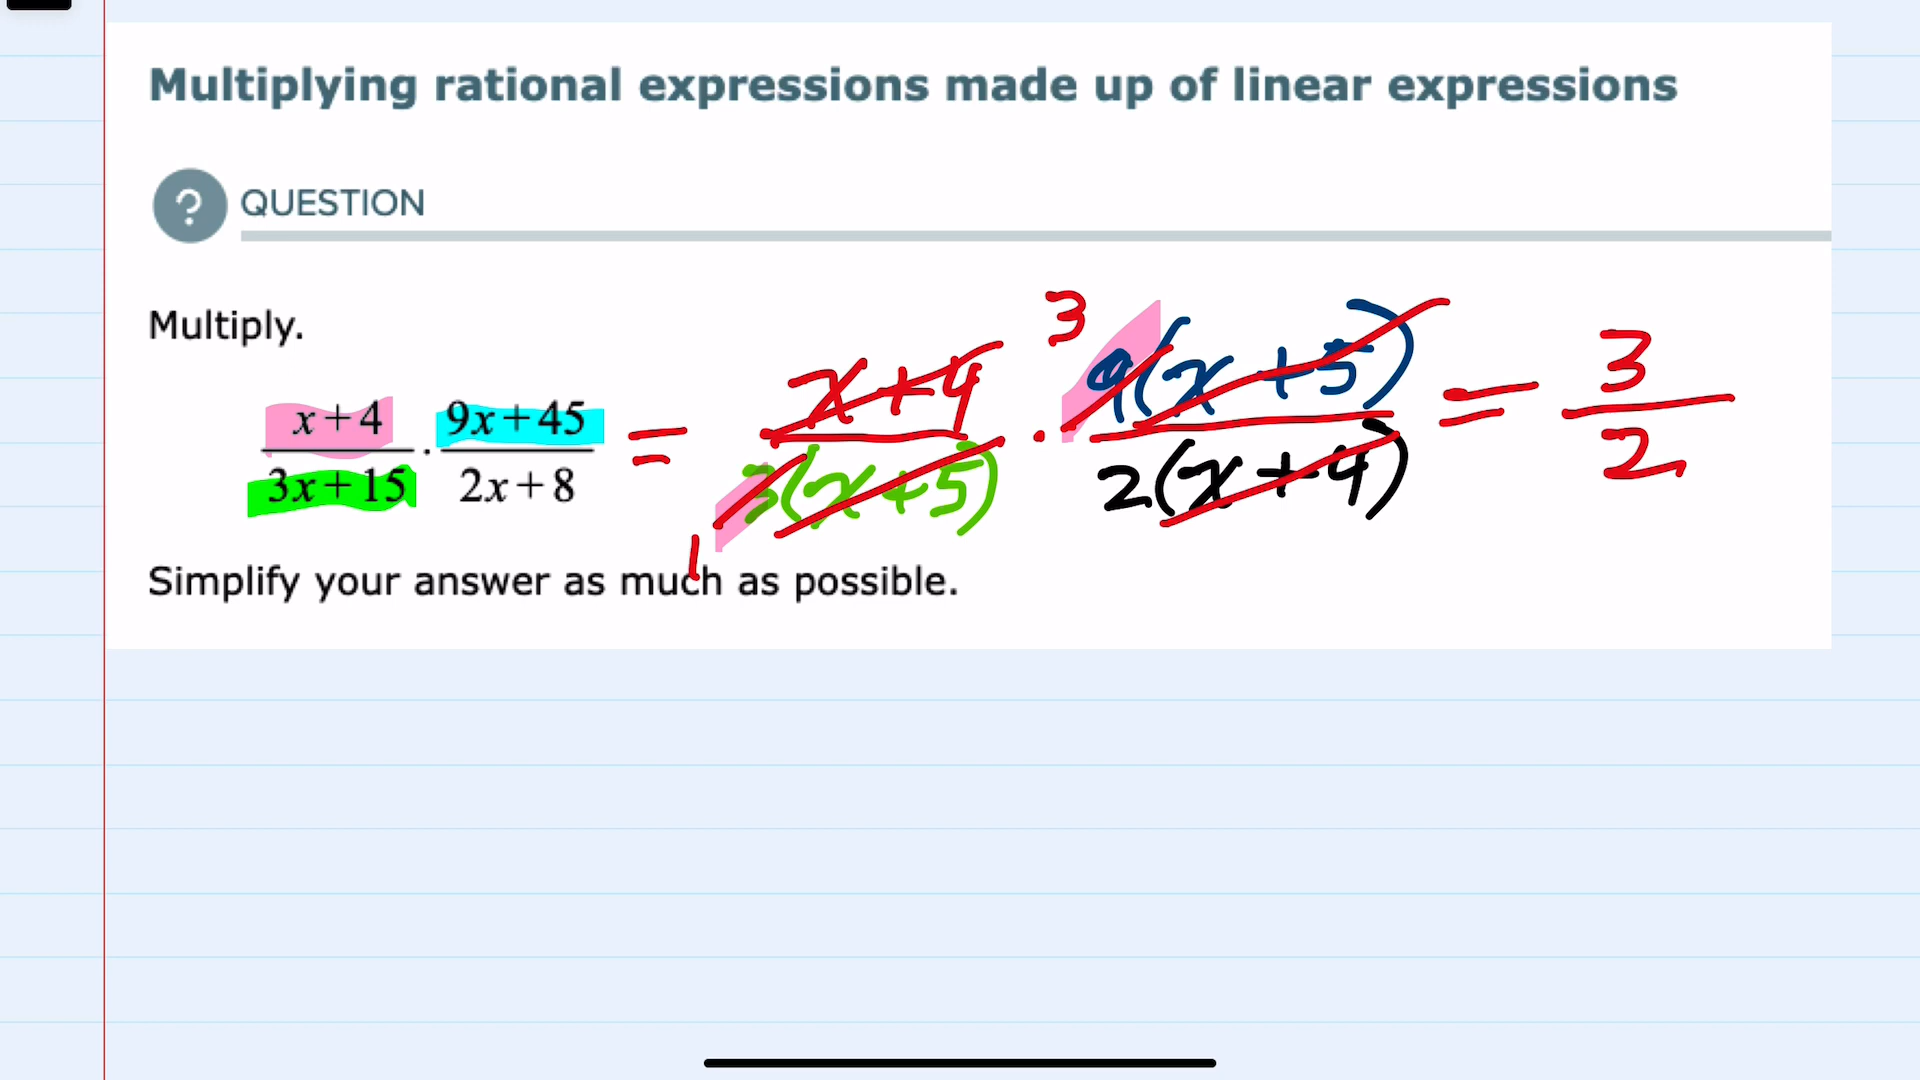 Multiplying rational expressions made up of linear expressions
? QUESTION
Multiply.
x+4/3x+15 · 9x+45/2x+8 = x+4/3(x+5) · 9(x+5)/2(x+4) = 3/2
3
1
Simplify your answer as much as possible.